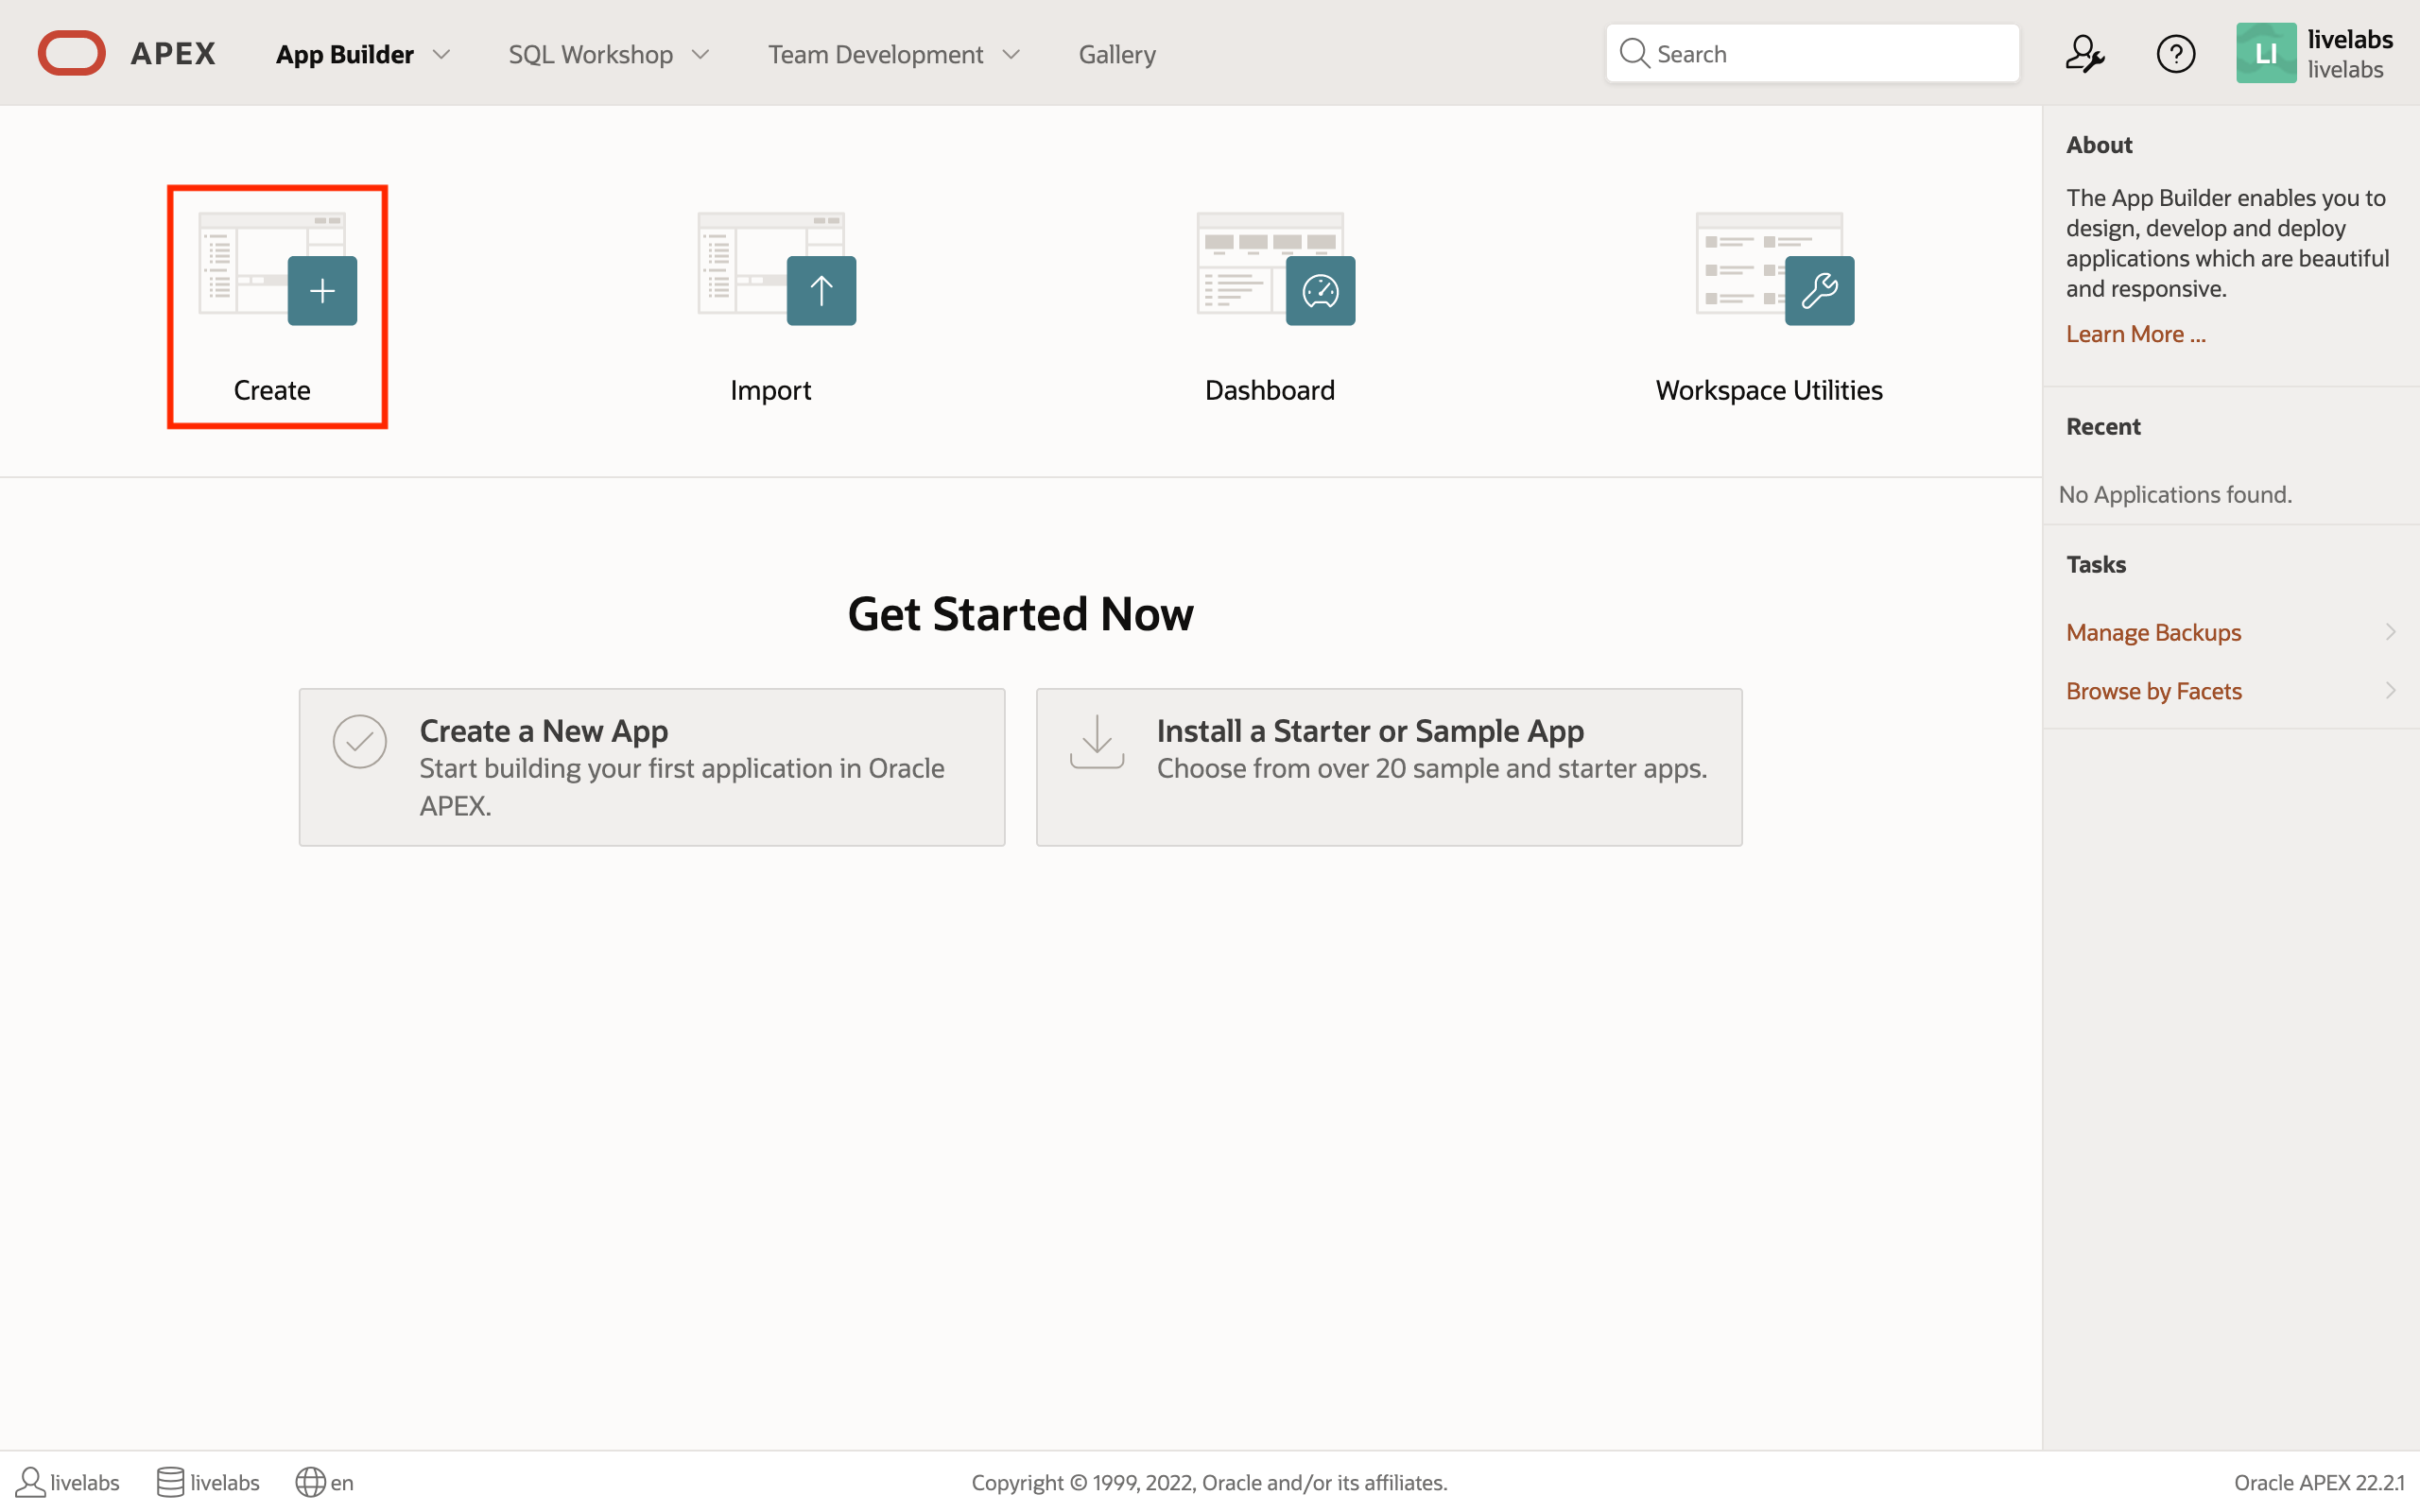 APEX
App Builder
SQL Workshop
Team Development
Gallery
Search
?
LI
livelabs
livelabs
Create
Import
Dashboard
Workspace Utilities
Get Started Now
Create a New App
Start building your first application in Oracle
APEX.
Install a Starter or Sample App
Choose from over 20 sample and starter apps.
About
The App Builder enables you to
design, develop and deploy
applications which are beautiful
and responsive.
Learn More ...
Recent
No Applications found.
Tasks
Manage Backups
Browse by Facets
livelabs
livelabs
en
Copyright © 1999, 2022, Oracle and/or its affiliates.
Oracle APEX 22.2.1